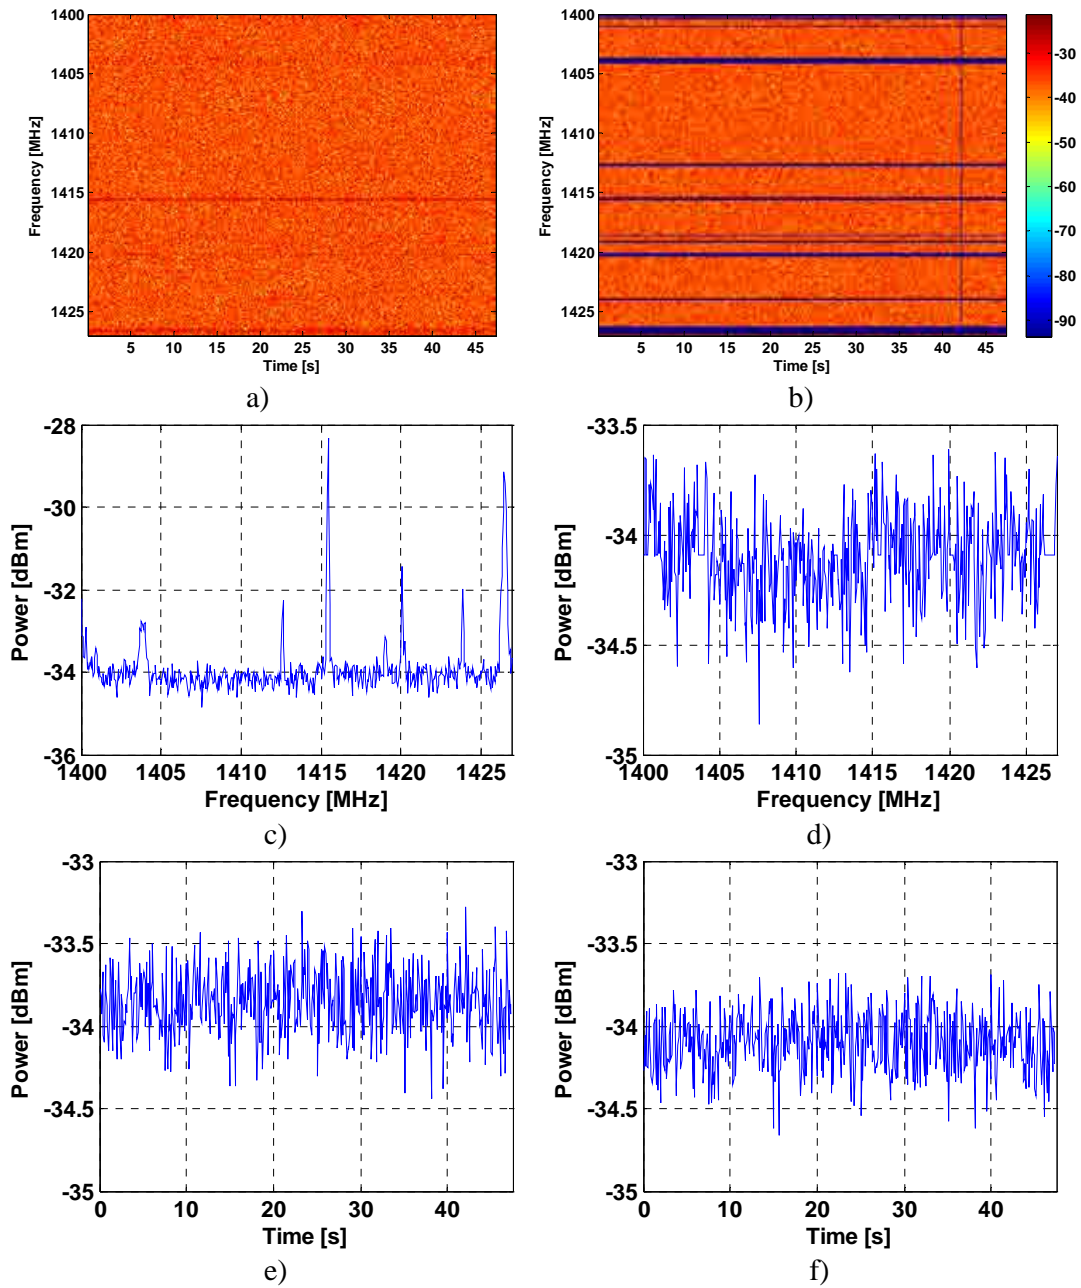 1400
1405
1410
1415
1420
1425
Frequency [MHz]
5 10 15 20 25 30 35 40 45
Time [s]
a)
1400
1405
1410
1415
1420
1425
Frequency [MHz]
5 10 15 20 25 30 35 40 45
Time [s]
b)
-30
-40
-50
-60
-70
-80
-90
-28
-30
-32
-34
-36
Power [dBm]
1400 1405 1410 1415 1420 1425
Frequency [MHz]
c)
-33.5
-34
-34.5
-35
Power [dBm]
1400 1405 1410 1415 1420 1425
Frequency [MHz]
d)
-33
-33.5
-34
-34.5
-35
Power [dBm]
0 10 20 30 40
Time [s]
e)
-33
-33.5
-34
-34.5
-35
Power [dBm]
0 10 20 30 40
Time [s]
f)